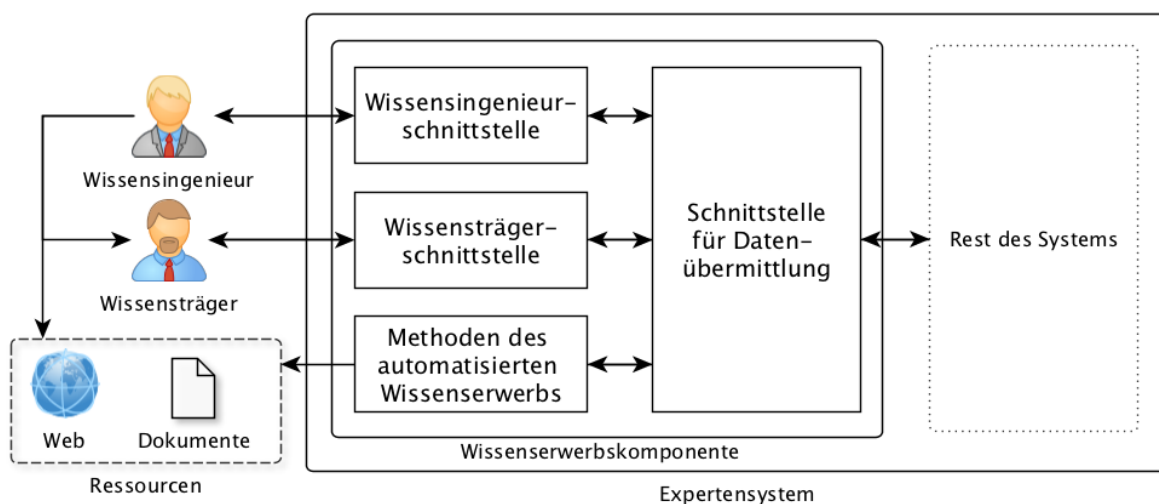 Wissensingenieur
Wissensträger
Web
Dokumente
Ressourcen
Wissensingenieur-
schnittstelle
Wissensträger-
schnittstelle
Methoden des
automatisierten
Wissenserwerbs
Schnittstelle
für Daten-
übermittlung
Rest des Systems
Wissenserwerbskomponente
Expertensystem